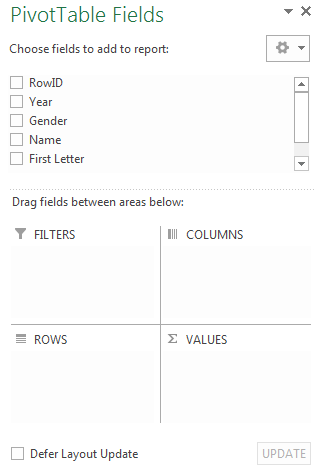 PivotTable Fields
Choose fields to add to report:
RowID
Year
Gender
Name
First Letter
Drag fields between areas below:
FILTERS
COLUMNS
ROWS
Σ VALUES
Defer Layout Update
UPDATE